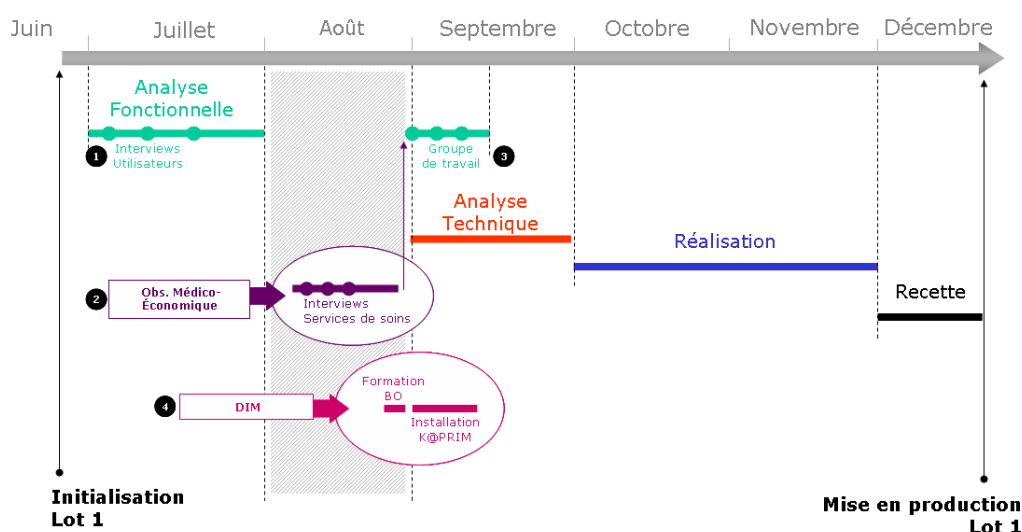 Juin
Juillet
Août
Septembre
Octobre
Novembre
Décembre
Analyse
Fonctionnelle
1
Interviews
Utilisateurs
Groupe
de travail
3
Analyse
Technique
Réalisation
2
Obs. Médico-
Économique
Interviews
Services de soins
Recette
4
DIM
Formation
BO
Installation
K@PRIM
Initialisation
Lot 1
Mise en production
Lot 1